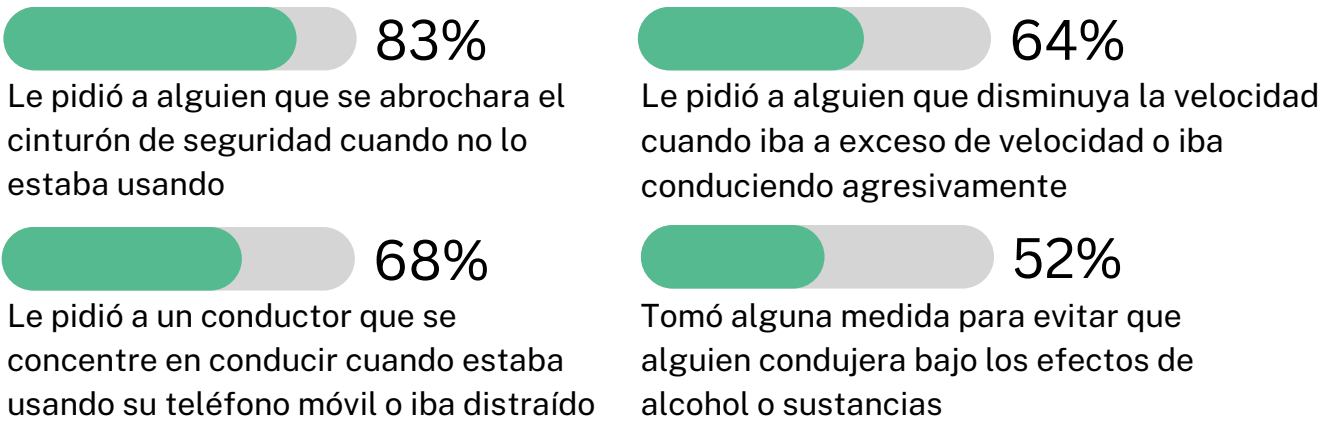 83%
Le pidió a alguien que se abrochara el
cinturón de seguridad cuando no lo
estaba usando
64%
Le pidió a alguien que disminuya la velocidad
cuando iba a exceso de velocidad o iba
conduciendo agresivamente
68%
Le pidió a un conductor que se
concentre en conducir cuando estaba
usando su teléfono móvil o iba distraído
52%
Tomó alguna medida para evitar que
alguien condujera bajo los efectos de
alcohol o sustancias